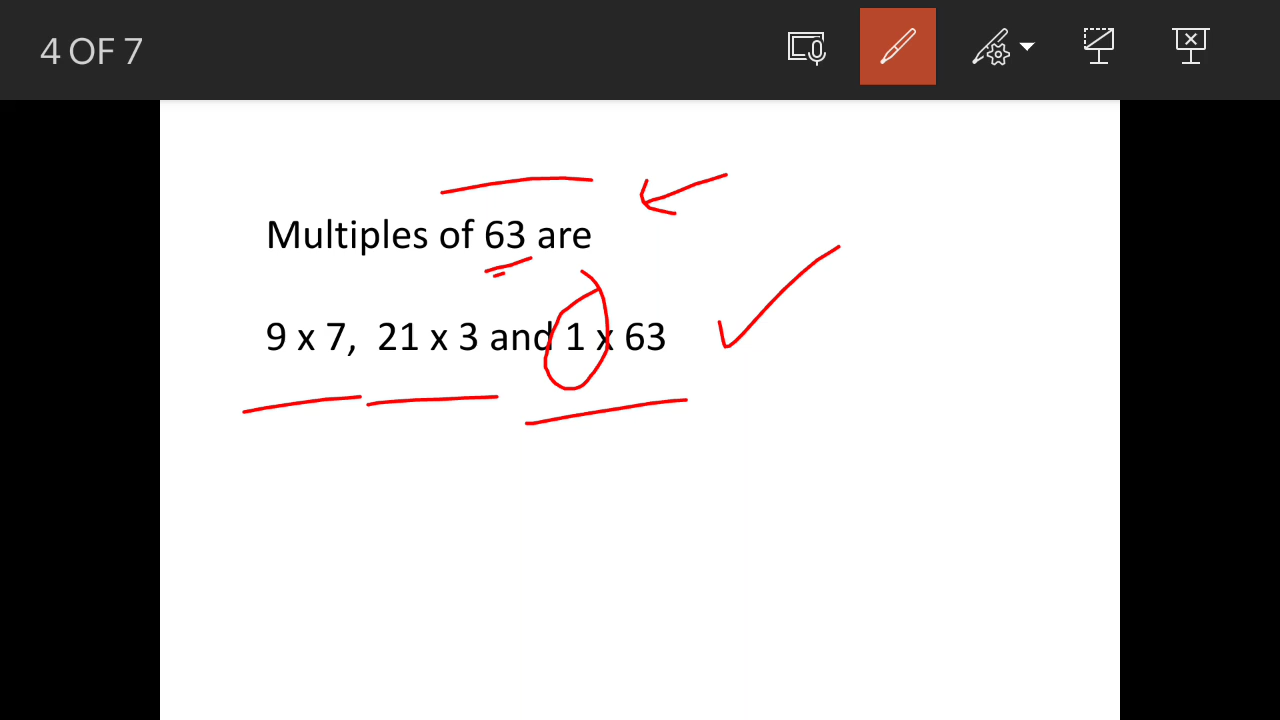 4 OF 7
Multiples of 63 are
9 x 7, 21 x 3 and 1 x 63